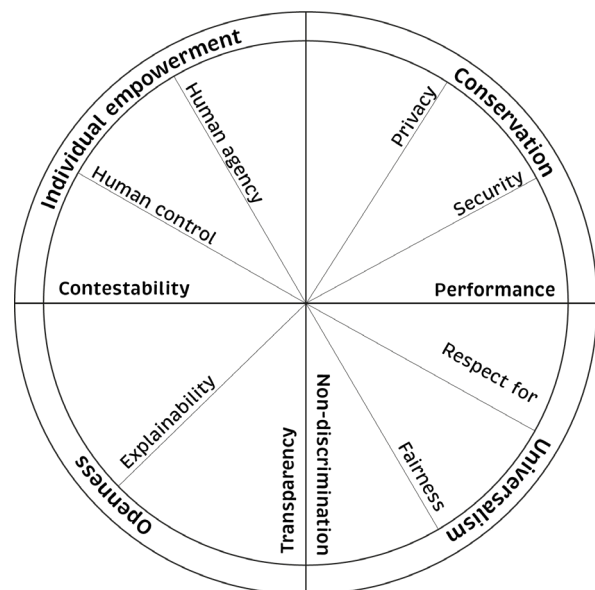 Individual empowerment
Human agency
Human control
Contestability
Conservation
Privacy
Security
Performance
Respect for
Fairness
Non-discrimination
Universalism
Transparency
Explainability
Openness